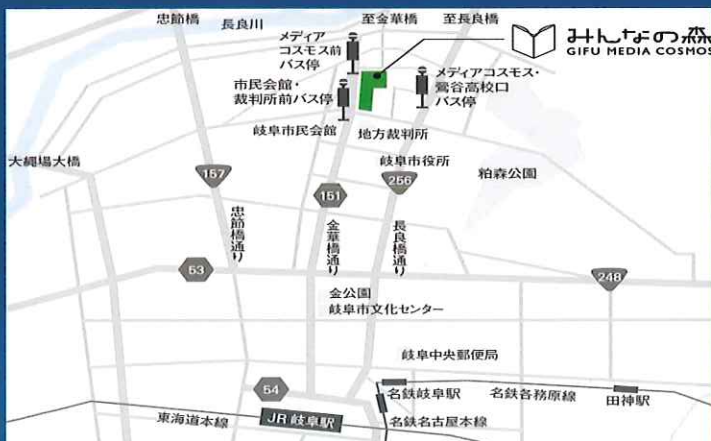 忠節橋
長良川
至金華橋
至長良橋
みんなの森
GIFU MEDIA COSMOS
メディア
コスモス前
バス停
メディアコスモス・
鶯谷高校口
バス停
市民会館・
裁判所前バス停
岐阜市民会館
地方裁判所
大縄場大橋
岐阜市役所
粕森公園
157
256
151
忠節橋通り
金華橋通り
長良橋通り
53
248
金公園
岐阜市文化センター
岐阜中央郵便局
54
名鉄岐阜駅
名鉄各務原線
田神駅
東海道本線
JR岐阜駅
名鉄名古屋本線